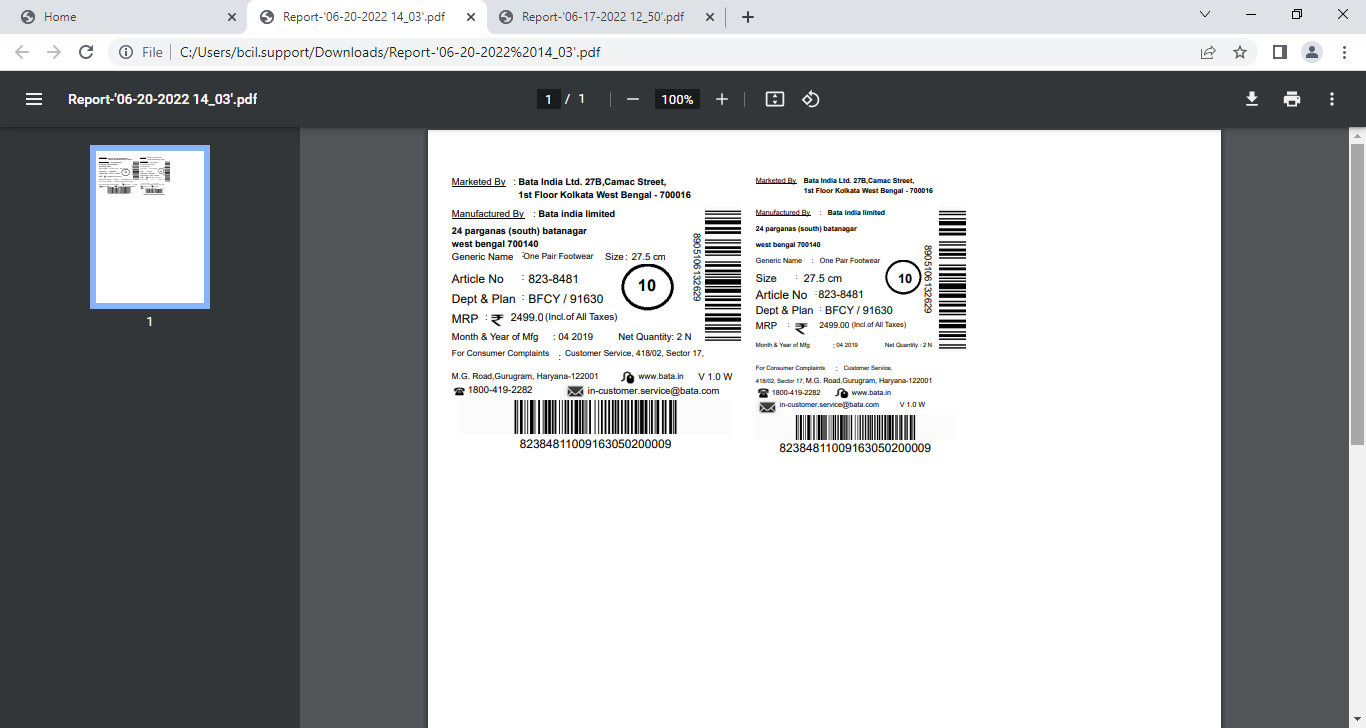 Home
Report-'06-20-2022 14_03'.pdf
Report-'06-17-2022 12_50'.pdf
File
C:/Users/bcil.support/Downloads/Report-'06-20-2022%2014_03'.pdf
Report-'06-20-2022 14_03'.pdf
1 / 1
100%
1
Marketed By : Bata India Ltd. 27B,Camac Street,
1st Floor Kolkata West Bengal - 700016
Manufactured By : Bata india limited
24 parganas (south) batanagar
west bengal 700140
Generic Name :One Pair Footwear Size : 27.5 cm
Article No : 823-8481
10
Dept & Plan : BFCY / 91630
MRP : ₹ 2499.0 (Incl.of All Taxes)
Month & Year of Mfg : 04 2019 Net Quantity: 2 N
For Consumer Complaints : Customer Service, 418/02, Sector 17,
M.G. Road,Gurugram, Haryana-122001 www.bata.in V 1.0 W
1800-419-2282 in-customer.service@bata.com
82384811009163050200009
8905106132629
Marketed By Bata India Ltd. 27B,Camac Street,
1st Floor Kolkata West Bengal - 700016
Manufactured By : Bata india limited
24 parganas (south) batanagar
west bengal 700140
Generic Name : One Pair Footwear
Size : 27.5 cm
10
Article No :823-8481
Dept & Plan : BFCY / 91630
MRP : ₹ 2499.00 (Incl.of All Taxes)
Month & Year of Mfg : 04 2019 Net Quantity : 2 N
For Consumer Complaints : Customer Service,
418/02, Sector 17, M.G. Road,Gurugram, Haryana-122001
1800-419-2282 www.bata.in
in-customer.service@bata.com V 1.0 W
82384811009163050200009
8905106132629